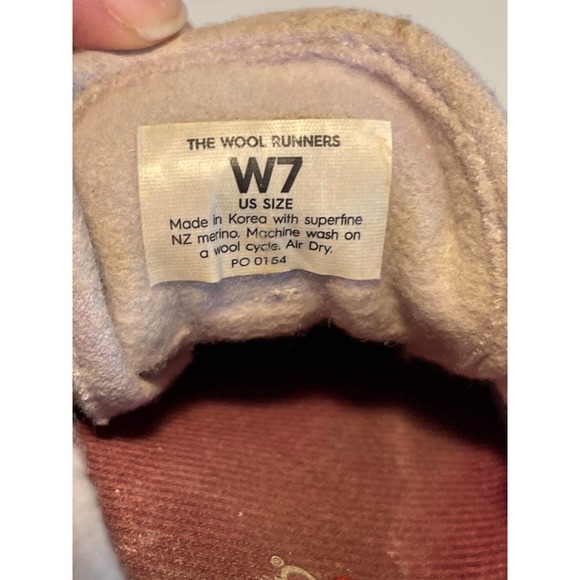 THE WOOL RUNNERS
W7
US SIZE
Made in Korea with superfine
NZ merino. Machine wash on
a wool cycle. Air Dry.
PO 0154